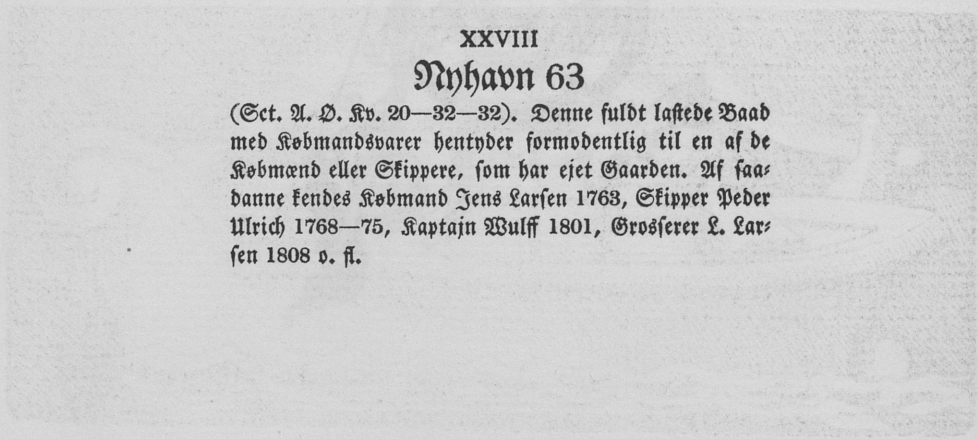 XXVIII
Nyhavn 63
(Sct. A. Ø. Kv. 20—32—32). Denne fuldt lastede Baad
med Købmandsvarer hentyder formodentlig til en af de
Købmænd eller Skippere, som har ejet Gaarden. Af saa-
danne kendes Købmand Jens Larsen 1763, Skipper Peder
Ulrich 1768—75, Kaptajn Wulff 1801, Grosserer L. Lar-
sen 1808 o. fl.